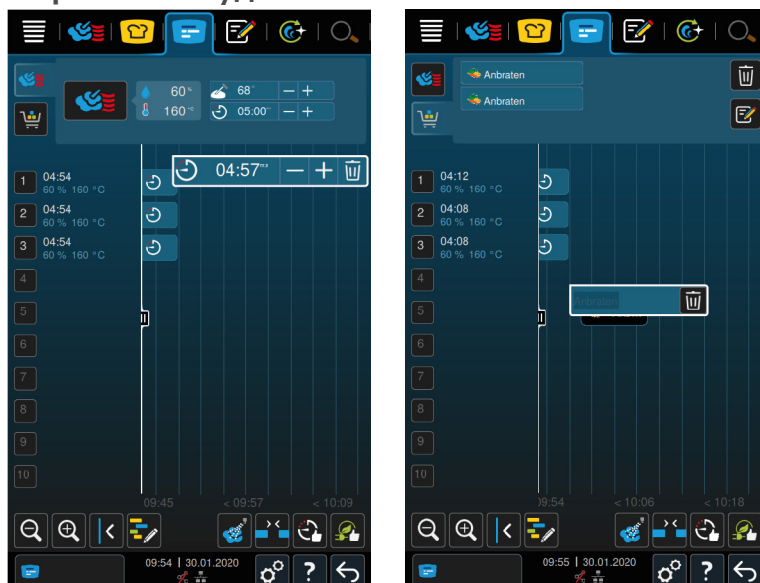 60 %
160 °C
68 °
05:00
04:57
1 04:54
60 % 160 °C
2 04:54
60 % 160 °C
3 04:54
60 % 160 °C
4
5
6
7
8
9
10
09:45 < 09:57 < 10:09
09:54 | 30.01.2020
?
Anbraten
Anbraten
1 04:12
60 % 160 °C
2 04:08
60 % 160 °C
3 04:08
60 % 160 °C
4
Anbraten
5
6
7
8
9
10
09:54 < 10:06 < 10:18
09:55 | 30.01.2020
?